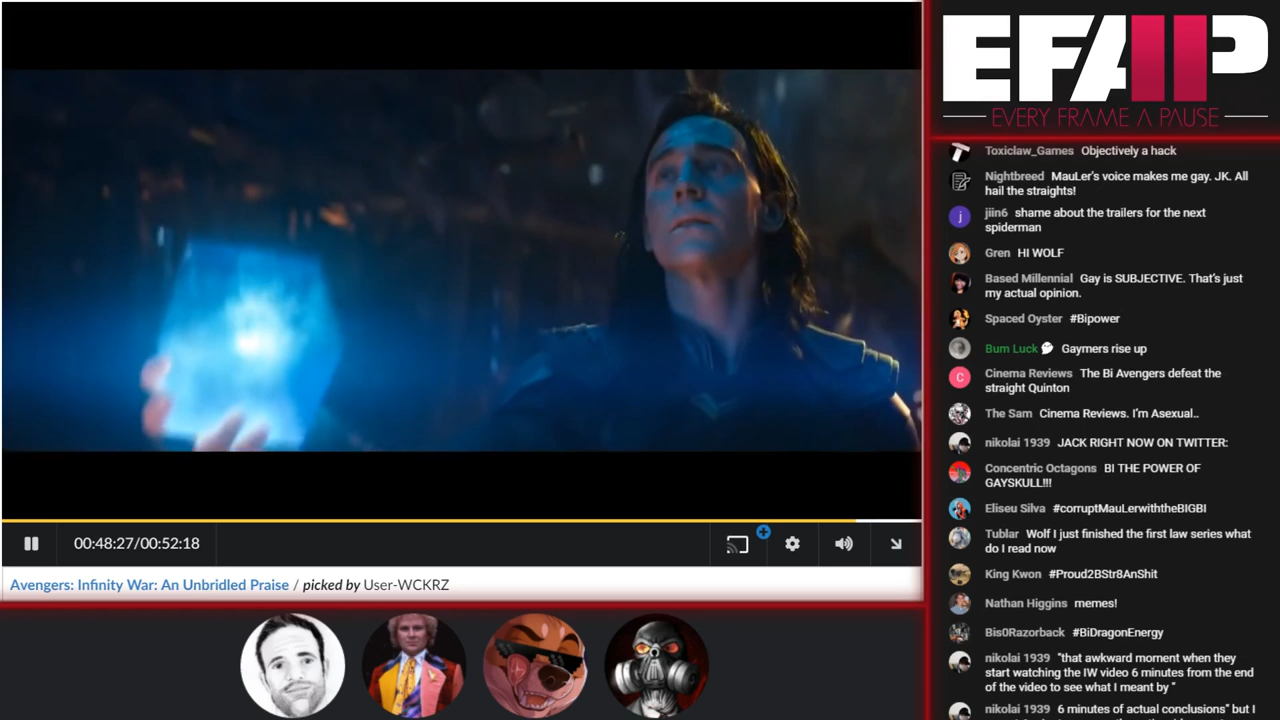 EFAP
EVERY FRAME A PAUSE
Toxiclaw_Games Objectively a hack
Nightbreed MauLer's voice makes me gay. JK. All
hail the straights!
jiin6 shame about the trailers for the next
spiderman
Gren HI WOLF
Based Millennial Gay is SUBJECTIVE. That's just
my actual opinion.
Spaced Oyster #Bipower
Bum Luck Gaymers rise up
C Cinema Reviews The Bi Avengers defeat the
straight Quinton
The Sam Cinema Reviews. I'm Asexual..
nikolai 1939 JACK RIGHT NOW ON TWITTER:
Concentric Octagons BI THE POWER OF
GAYSKULL!!!
Eliseu Silva #corruptMauLerwiththeBIGBI
Tublar Wolf I just finished the first law series what
do I read now
King Kwon #Proud2BStr8AnShit
Nathan Higgins memes!
Bis0Razorback #BiDragonEnergy
nikolai 1939 "that awkward moment when they
start watching the IW video 6 minutes from the end
of the video to see what I meant by "
nikolai 1939 6 minutes of actual conclusions" but I
00:48:27/00:52:18
Avengers: Infinity War: An Unbridled Praise / picked by User-WCKRZ